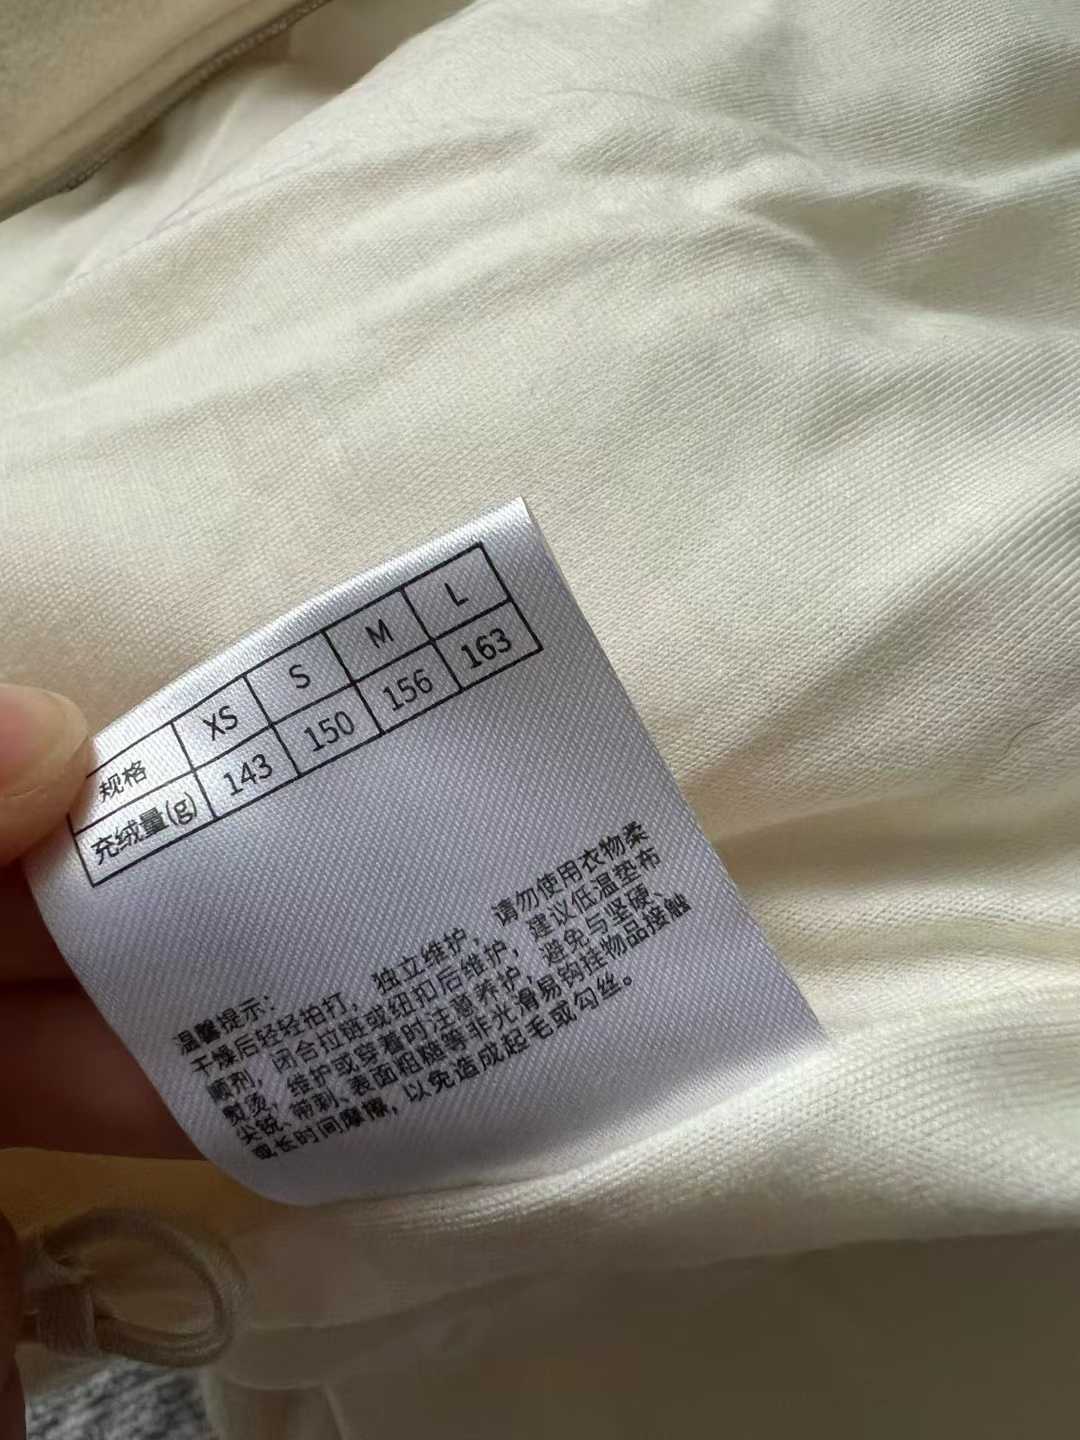 规格 XS S M L
充绒量(g) 143 150 156 163
温馨提示：
干燥后轻轻拍打，独立维护，请勿使用衣物柔
顺剂，闭合拉链或纽扣后维护，建议低温垫布
熨烫，维护或穿着时注意养护，避免与坚硬、
尖锐、带刺、表面粗糙等非光滑易钩挂物品接触
或长时间摩擦，以免造成起毛或勾丝。